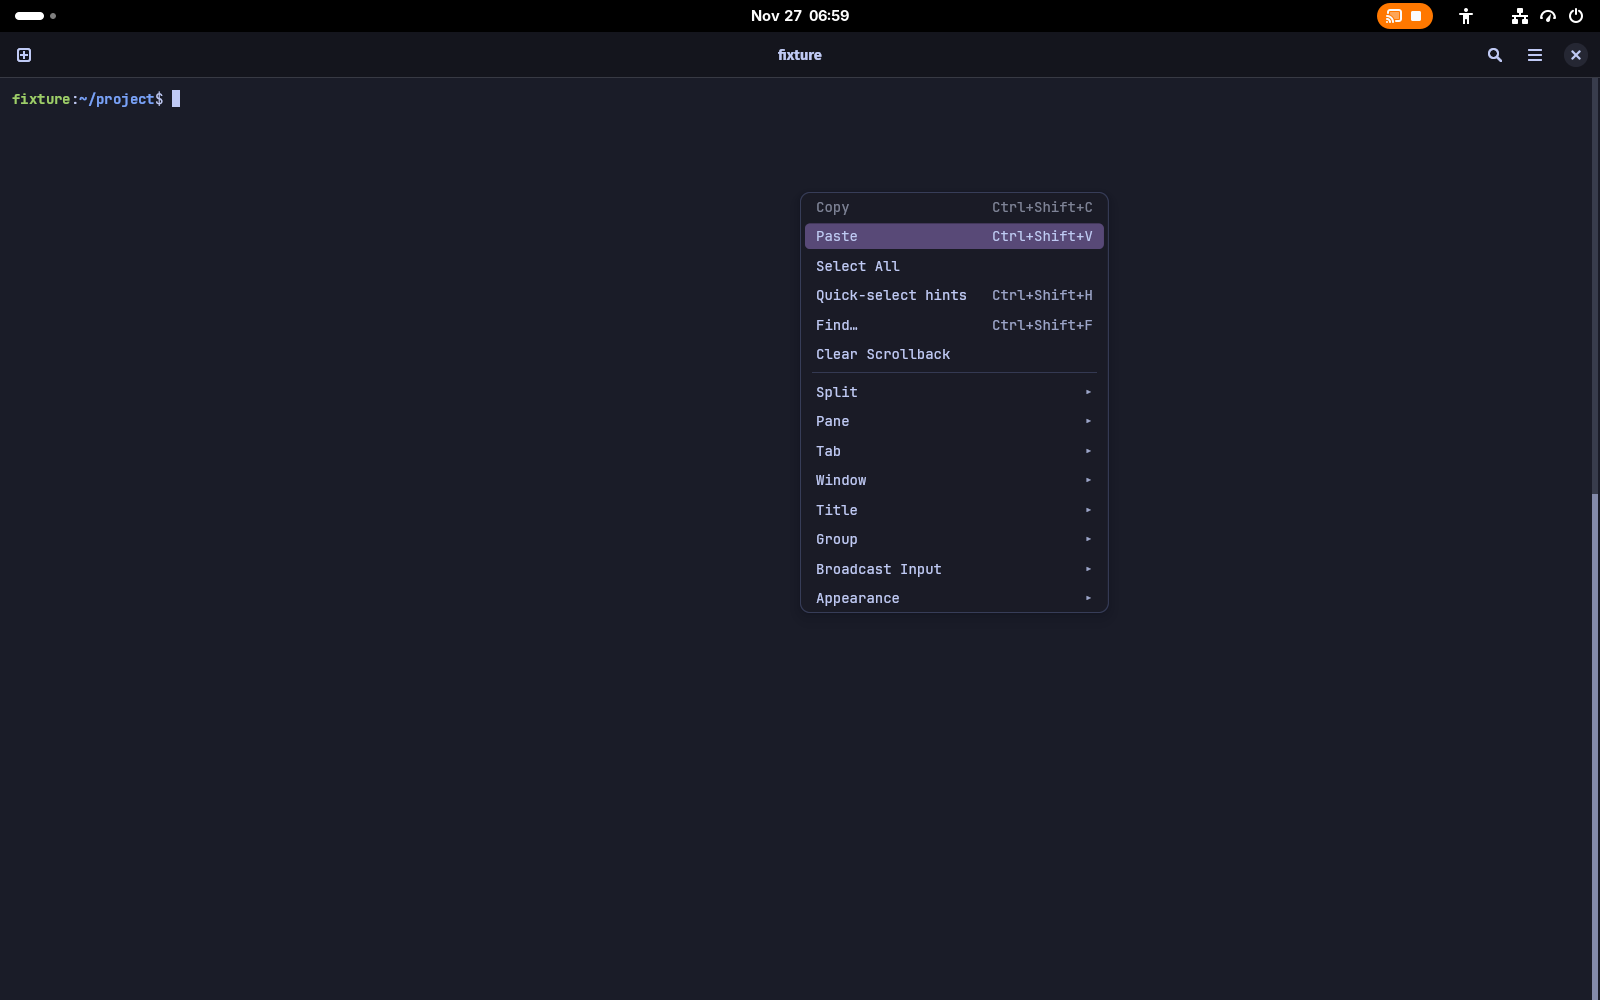 Nov 27 06:59
fixture
fixture:~/project$
Copy Ctrl+Shift+C
Paste Ctrl+Shift+V
Select All
Quick-select hints Ctrl+Shift+H
Find… Ctrl+Shift+F
Clear Scrollback
Split
Pane
Tab
Window
Title
Group
Broadcast Input
Appearance